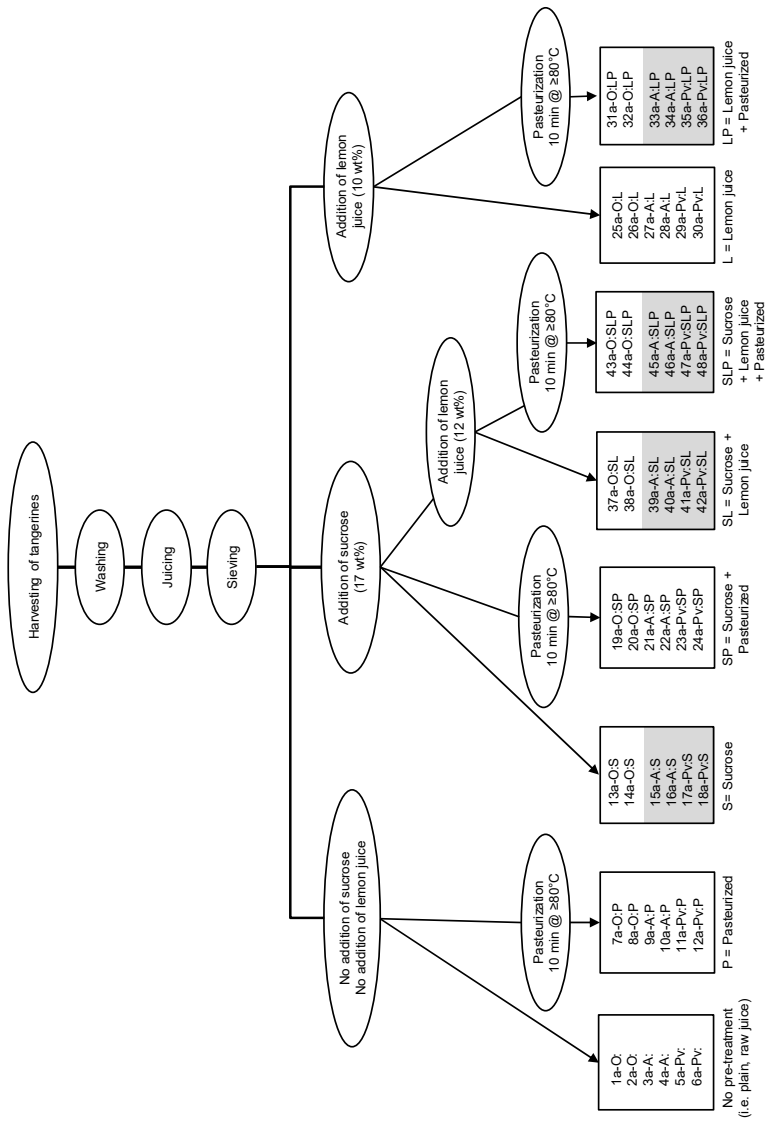 Harvesting of tangerines
Washing
Juicing
Sieving
No addition of sucrose
No addition of lemon juice
Addition of sucrose
(17 wt%)
Addition of lemon
juice (10 wt%)
Addition of lemon
juice (12 wt%)
Pasteurization
10 min @ ≥80°C
Pasteurization
10 min @ ≥80°C
Pasteurization
10 min @ ≥80°C
Pasteurization
10 min @ ≥80°C
1a-O:
2a-O:
3a-A:
4a-A:
5a-Pv:
6a-Pv:
No pre-treatment
(i.e. plain, raw juice)
7a-O:P
8a-O:P
9a-A:P
10a-A:P
11a-Pv:P
12a-Pv:P
P = Pasteurized
13a-O:S
14a-O:S
15a-A:S
16a-A:S
17a-Pv:S
18a-Pv:S
S= Sucrose
19a-O:SP
20a-O:SP
21a-A:SP
22a-A:SP
23a-Pv:SP
24a-Pv:SP
SP = Sucrose +
Pasteurized
37a-O:SL
38a-O:SL
39a-A:SL
40a-A:SL
41a-Pv:SL
42a-Pv:SL
SL = Sucrose +
Lemon juice
43a-O:SLP
44a-O:SLP
45a-A:SLP
46a-A:SLP
47a-Pv:SLP
48a-Pv:SLP
SLP = Sucrose
+ Lemon juice
+ Pasteurized
25a-O:L
26a-O:L
27a-A:L
28a-A:L
29a-Pv:L
30a-Pv:L
L = Lemon juice
31a-O:LP
32a-O:LP
33a-A:LP
34a-A:LP
35a-Pv:LP
36a-Pv:LP
LP = Lemon juice
+ Pasteurized